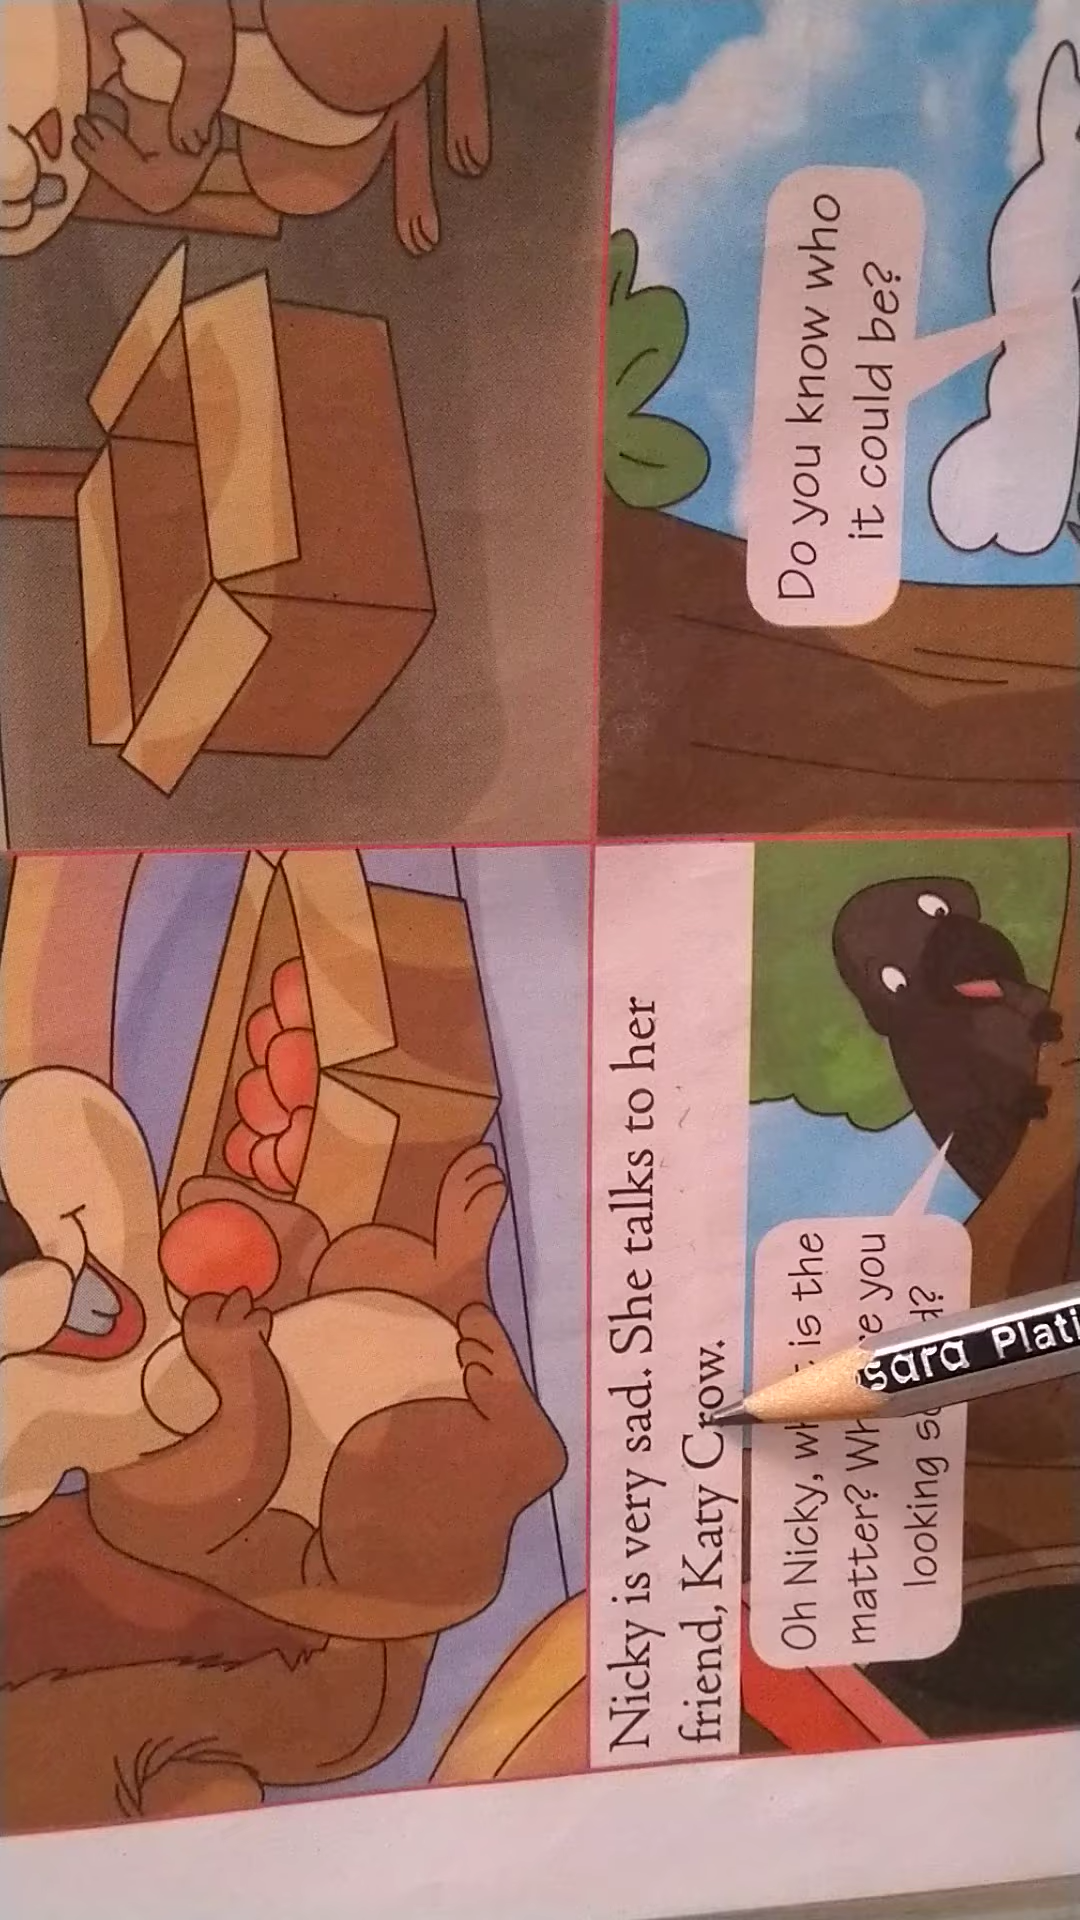 Nicky is very sad. She talks to her
friend, Katy Crow.
Oh Nicky, is the
matter? you
looking
Do you know who
it could be?
sara Plati